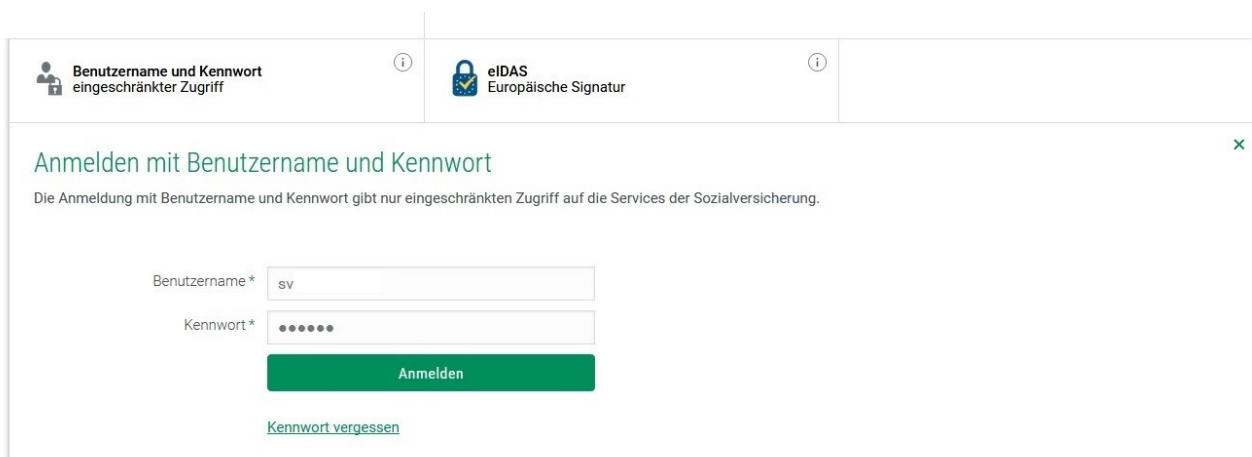 Benutzername und Kennwort
eingeschränkter Zugriff
eIDAS
Europäische Signatur
Anmelden mit Benutzername und Kennwort
Die Anmeldung mit Benutzername und Kennwort gibt nur eingeschränkten Zugriff auf die Services der Sozialversicherung.
Benutzername * sv
Kennwort * ●●●●●●
Anmelden
Kennwort vergessen